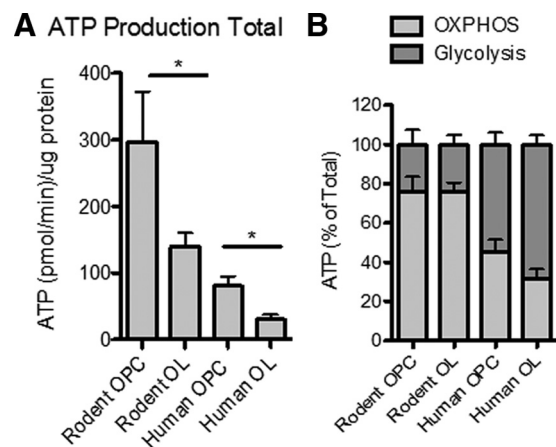 A ATP Production Total
ATP (pmol/min)/ug protein
400
300
200
100
0
*
*
Rodent OPC
Rodent OL
Human OPC
Human OL
B
OXPHOS
Glycolysis
ATP (% of Total)
120
100
80
60
40
20
0
Rodent OPC
Rodent OL
Human OPC
Human OL